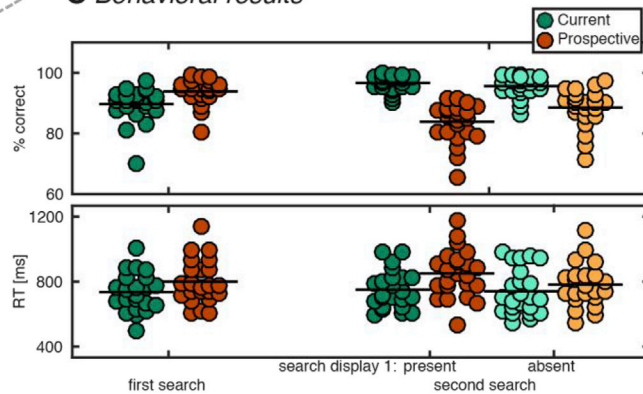 Behavioral results
Current
Prospective
% correct
100
80
60
RT [ms]
1200
800
400
search display 1: present absent
first search second search